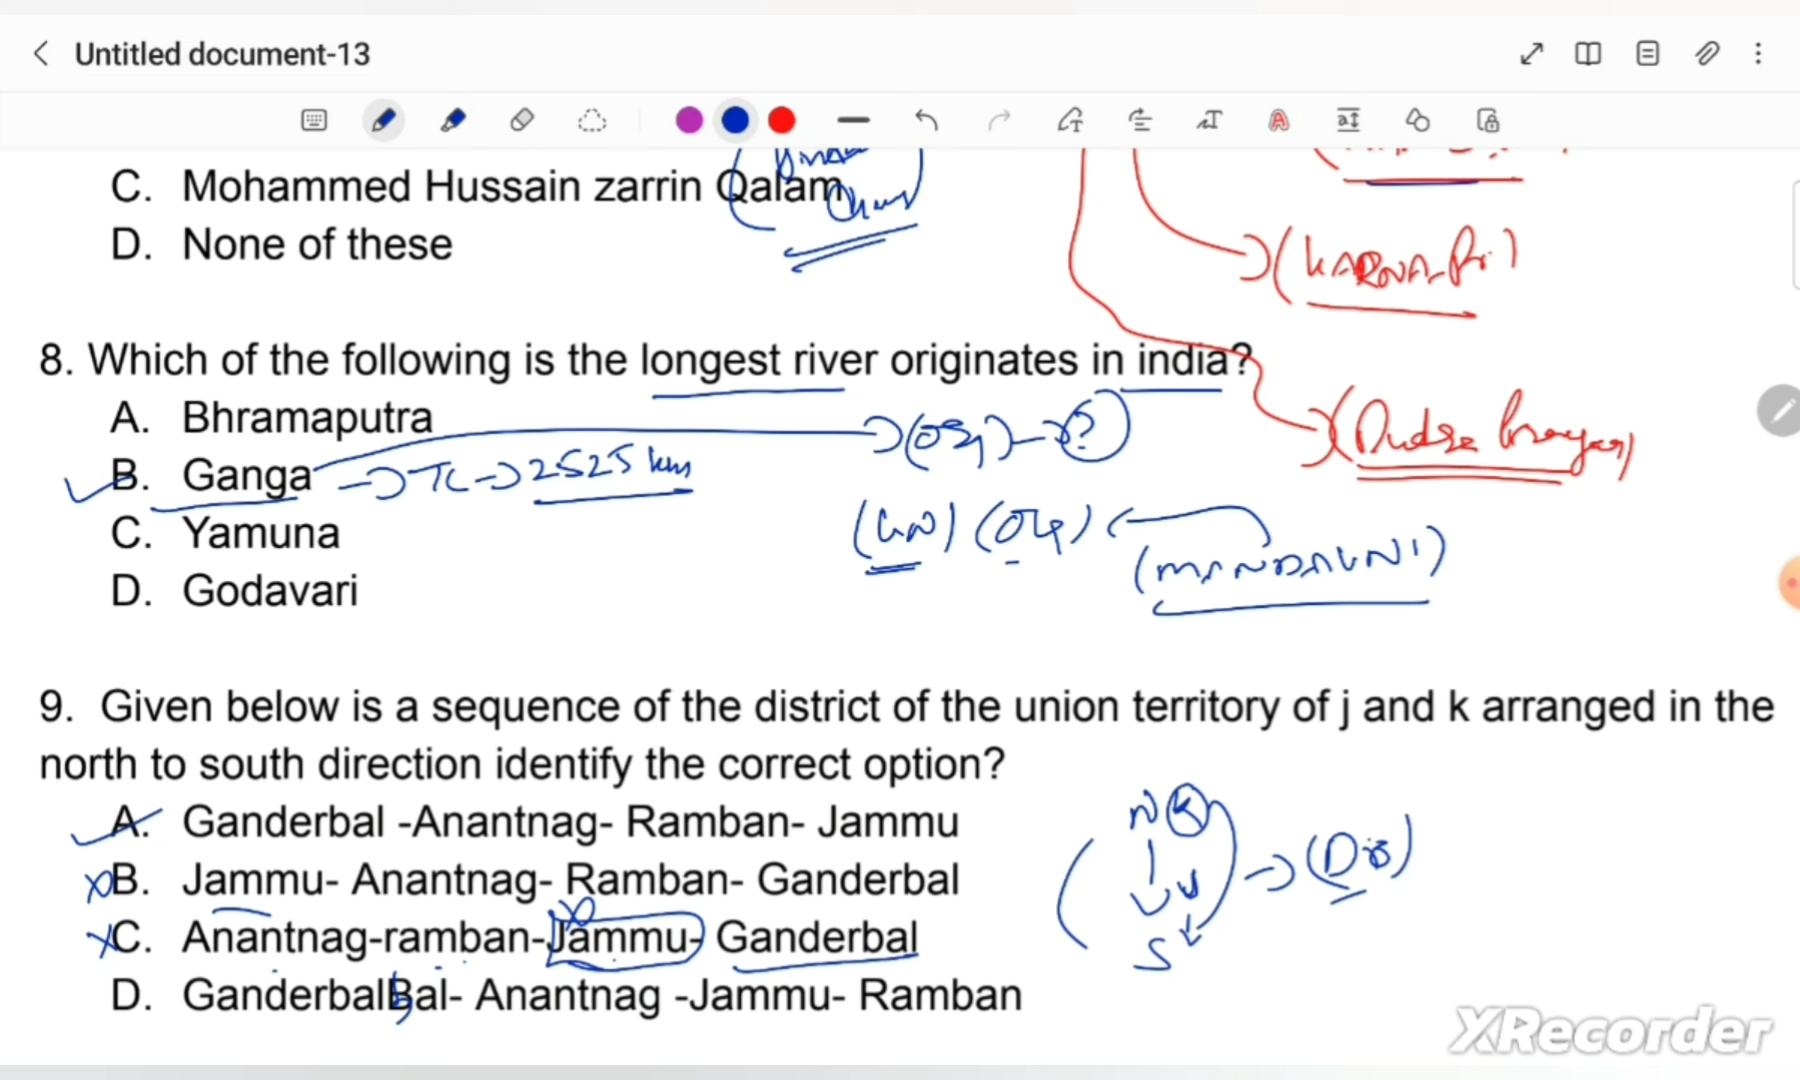 Untitled document-13
C. Mohammed Hussain zarrin Qalam
D. None of these
8. Which of the following is the longest river originates in india?
A. Bhramaputra
B. Ganga → TL → 2525 km
C. Yamuna
D. Godavari
9. Given below is a sequence of the district of the union territory of j and k arranged in the
north to south direction identify the correct option?
A. Ganderbal -Anantnag- Ramban- Jammu
B. Jammu- Anantnag- Ramban- Ganderbal
C. Anantnag-ramban-Jammu- Ganderbal
D. GanderbalBal- Anantnag -Jammu- Ramban
N K
S
XRecorder